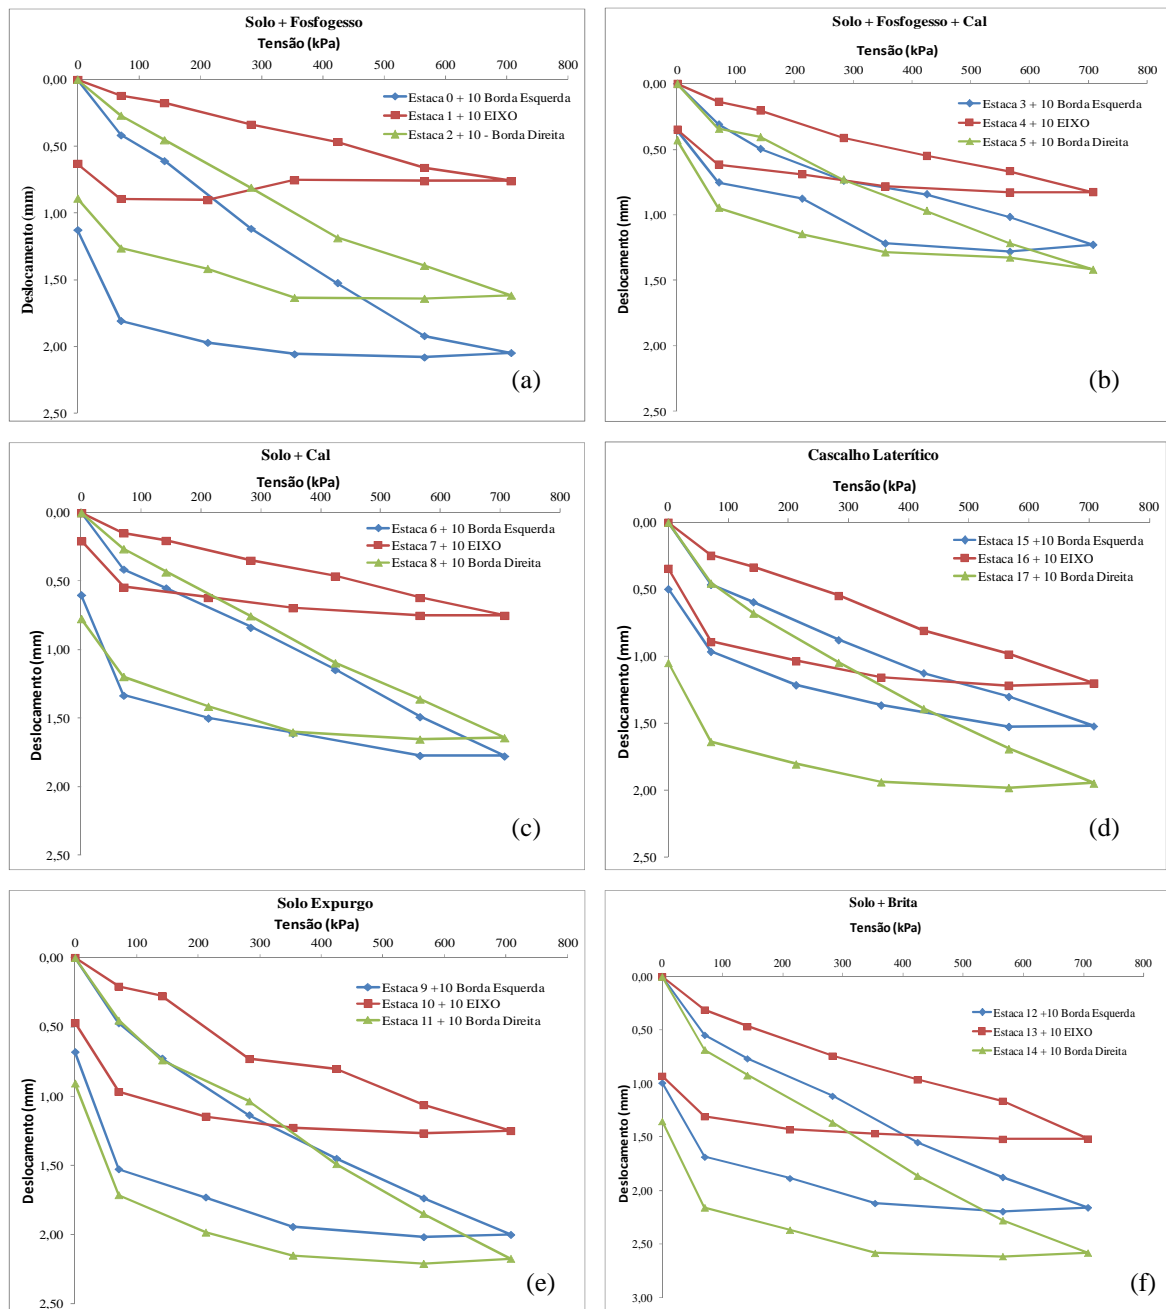 Solo + Fosfogesso
Tensão (kPa)
0 100 200 300 400 500 600 700 800
0,00
0,50
1,00
1,50
2,00
2,50
Deslocamento (mm)
Estaca 0 + 10 Borda Esquerda
Estaca 1 + 10 EIXO
Estaca 2 + 10 - Borda Direita
(a)
Solo + Fosfogesso + Cal
Tensão (kPa)
0 100 200 300 400 500 600 700 800
0,00
0,50
1,00
1,50
2,00
2,50
Deslocamento (mm)
Estaca 3 + 10 Borda Esquerda
Estaca 4 + 10 EIXO
Estaca 5 + 10 Borda Direita
(b)
Solo + Cal
Tensão (kPa)
0 100 200 300 400 500 600 700 800
0,00
0,50
1,00
1,50
2,00
2,50
Deslocamento (mm)
Estaca 6 + 10 Borda Esquerda
Estaca 7 + 10 EIXO
Estaca 8 + 10 Borda Direita
(c)
Cascalho Laterítico
Tensão (kPa)
0 100 200 300 400 500 600 700 800
0,00
0,50
1,00
1,50
2,00
2,50
Deslocamento (mm)
Estaca 15 +10 Borda Esquerda
Estaca 16 + 10 EIXO
Estaca 17 + 10 Borda Direita
(d)
Solo Expurgo
Tensão (kPa)
0 100 200 300 400 500 600 700 800
0,00
0,50
1,00
1,50
2,00
2,50
Deslocamento (mm)
Estaca 9 +10 Borda Esquerda
Estaca 10 + 10 EIXO
Estaca 11 + 10 Borda Direita
(e)
Solo + Brita
Tensão (kPa)
0 100 200 300 400 500 600 700 800
0,00
0,50
1,00
1,50
2,00
2,50
3,00
Deslocamento (mm)
Estaca 12 +10 Borda Esquerda
Estaca 13 + 10 EIXO
Estaca 14 + 10 Borda Direita
(f)